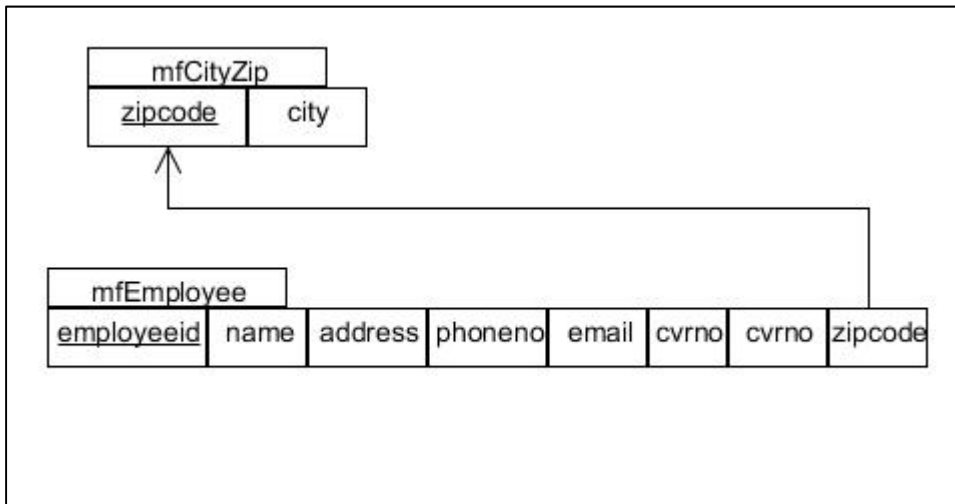 mfCityZip
zipcode city
mfEmployee
employeeid name address phoneno email cvrno cvrno zipcode